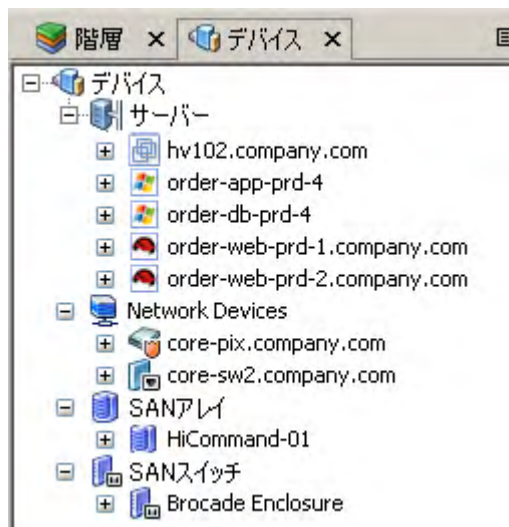 階層 デバイス
デバイス
サーバー
hv102.company.com
order-app-prd-4
order-db-prd-4
order-web-prd-1.company.com
order-web-prd-2.company.com
Network Devices
core-pix.company.com
core-sw2.company.com
SANアレイ
HiCommand-01
SANスイッチ
Brocade Enclosure